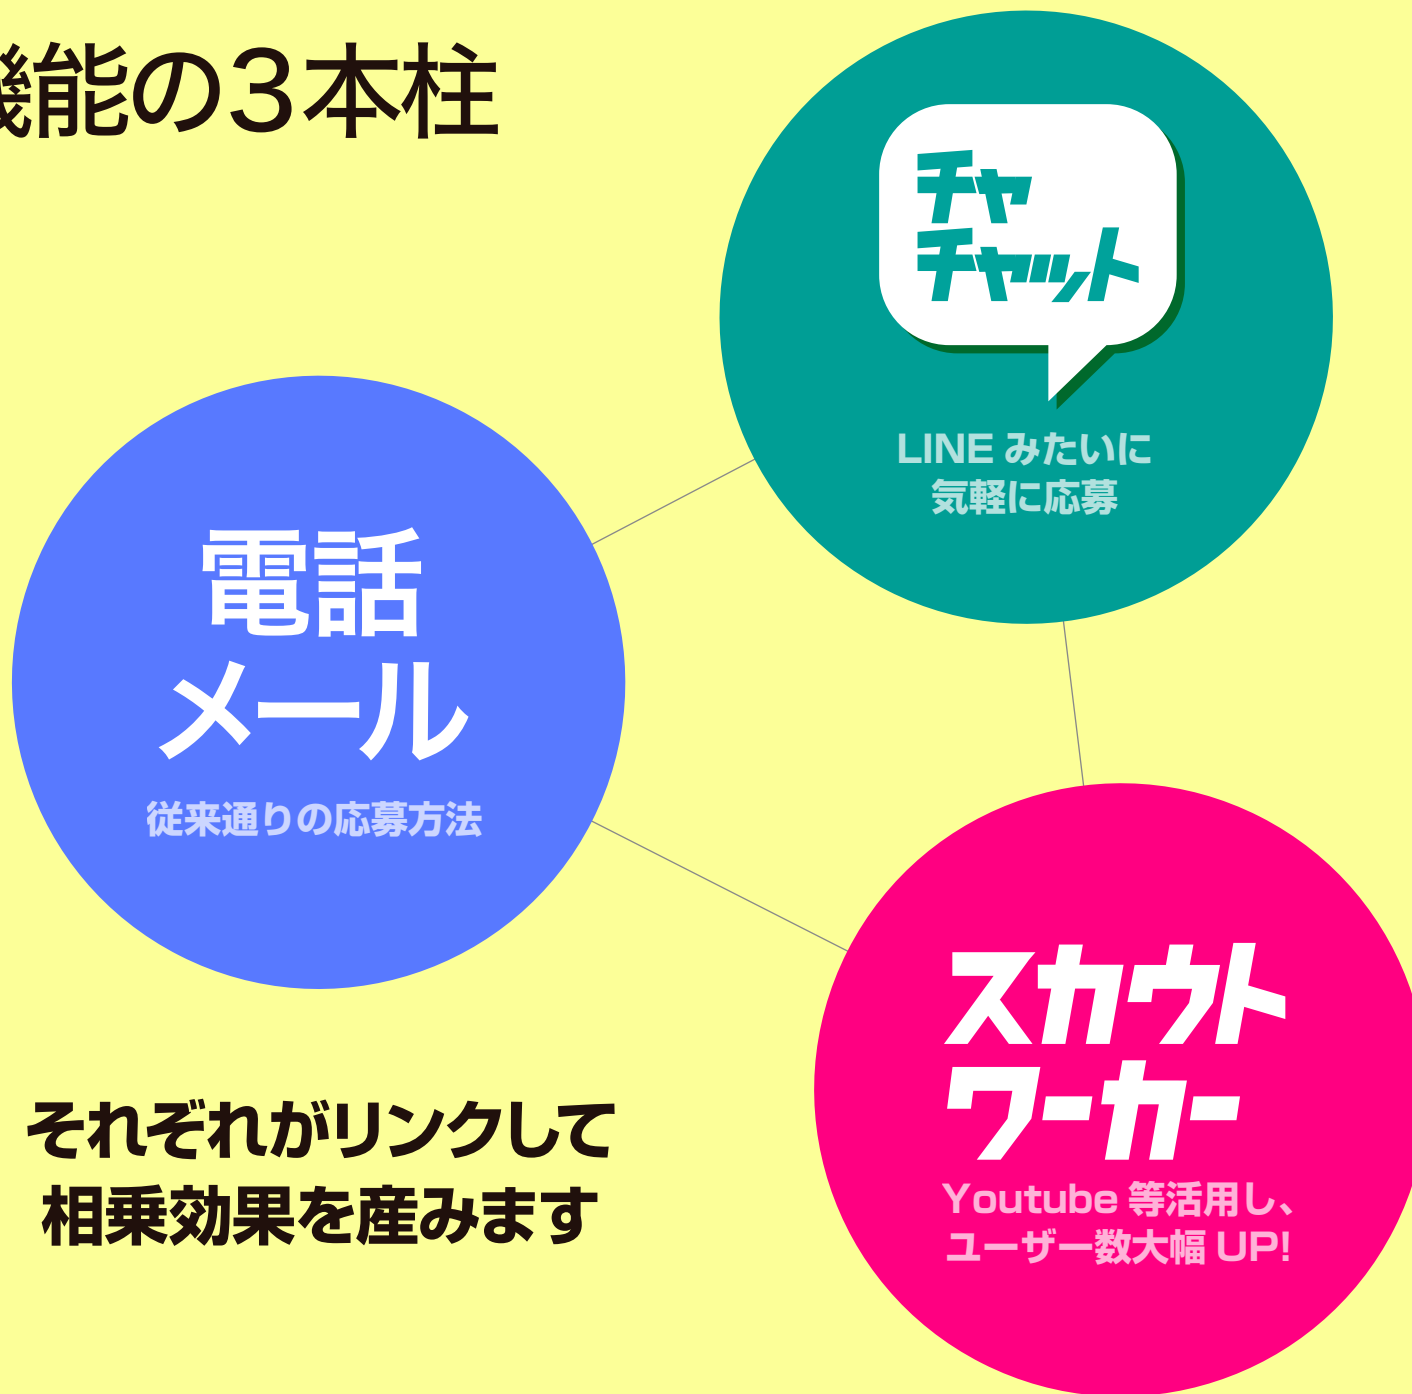 機能の3本柱
チャ
チャット
LINE みたいに
気軽に応募
電話
メール
従来通りの応募方法
スカウト
ワーカー
Youtube 等活用し、
ユーザー数大幅 UP!
それぞれがリンクして
相乗効果を産みます